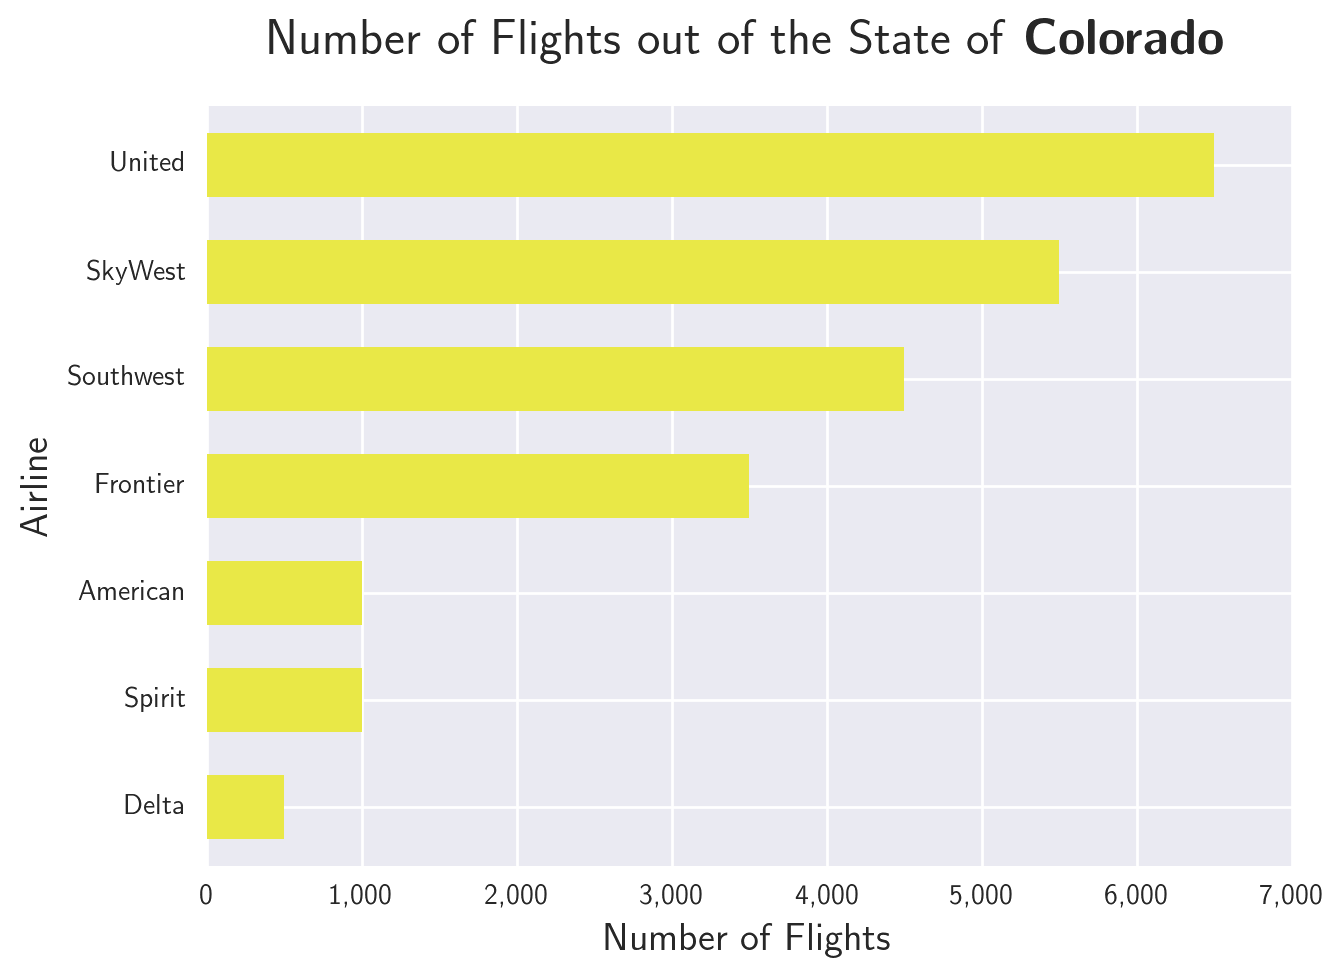 Number of Flights out of the State of Colorado
United
SkyWest
Southwest
Frontier
American
Spirit
Delta
Airline
0 1,000 2,000 3,000 4,000 5,000 6,000 7,000
Number of Flights